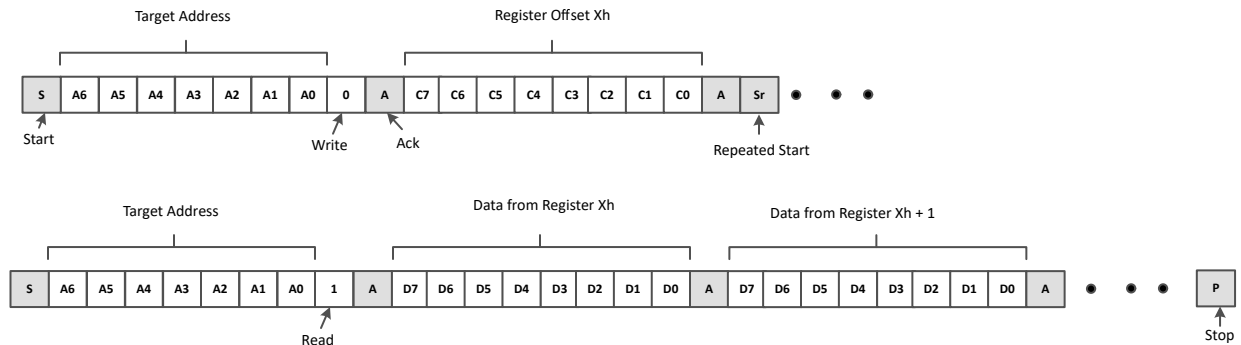 Target Address Register Offset Xh
S A6 A5 A4 A3 A2 A1 A0 0 A C7 C6 C5 C4 C3 C2 C1 C0 A Sr
Start Write Ack Repeated Start
Target Address Data from Register Xh Data from Register Xh + 1
S A6 A5 A4 A3 A2 A1 A0 1 A D7 D6 D5 D4 D3 D2 D1 D0 A D7 D6 D5 D4 D3 D2 D1 D0 A P
Read Stop